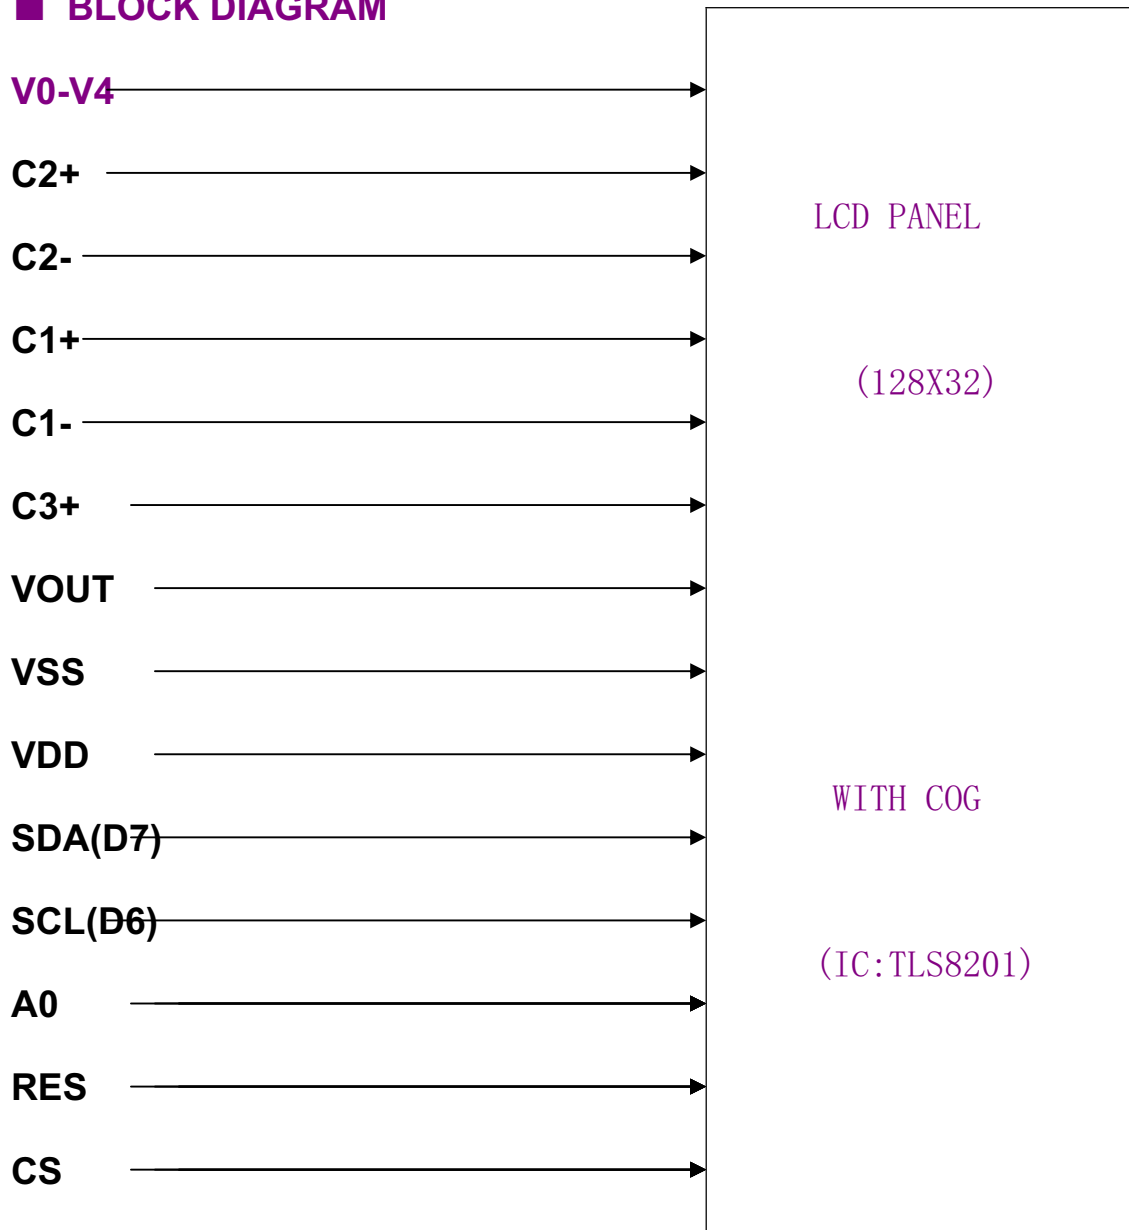 ■ BLOCK DIAGRAM
V0-V4
C2+
LCD PANEL
C2-
C1+
(128X32)
C1-
C3+
VOUT
VSS
VDD
WITH COG
SDA(D7)
SCL(D6)
(IC:TLS8201)
A0
RES
CS